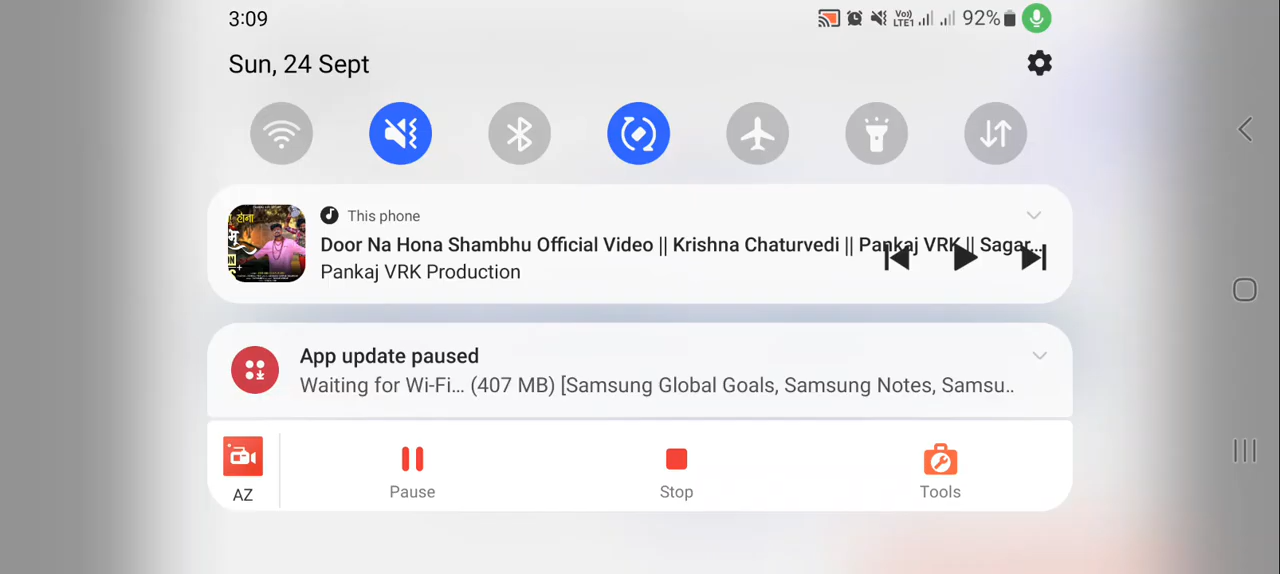 3:09
Vo)) LTE1 92%
Sun, 24 Sept
This phone
Door Na Hona Shambhu Official Video || Krishna Chaturvedi || Pankaj VRK || Sagar...
Pankaj VRK Production
होना
App update paused
Waiting for Wi-Fi... (407 MB) [Samsung Global Goals, Samsung Notes, Samsu..
AZ
Pause
Stop
Tools